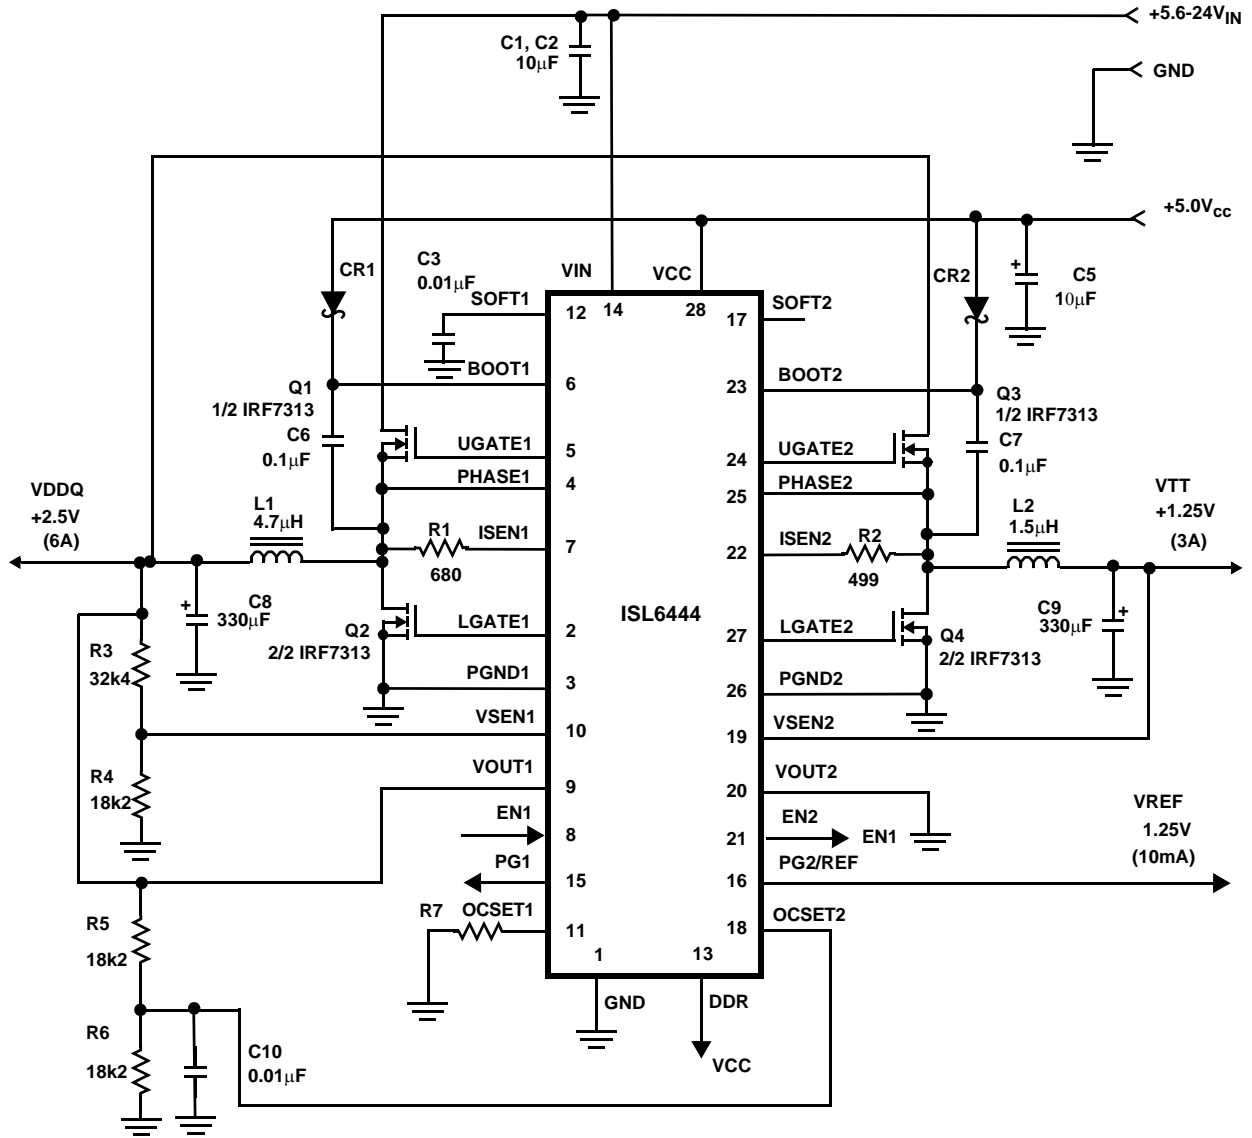 +5.6-24VIN
C1, C2
10µF
GND
+5.0Vcc
CR1
C3
0.01µF
VIN
VCC
CR2
C5
10µF
SOFT1
12
14
28
17
SOFT2
BOOT1
6
23
BOOT2
Q1
1/2 IRF7313
Q3
1/2 IRF7313
C6
0.1µF
C7
0.1µF
UGATE1
5
24
UGATE2
PHASE1
4
25
PHASE2
VDDQ
+2.5V
(6A)
L1
4.7µH
R1
680
ISEN1
7
22
ISEN2
R2
499
L2
1.5µH
VTT
+1.25V
(3A)
+
C8
330µF
ISL6444
C9
330µF
+
Q2
2/2 IRF7313
LGATE1
2
27
LGATE2
Q4
2/2 IRF7313
R3
32k4
PGND1
3
26
PGND2
VSEN1
10
19
VSEN2
R4
18k2
VOUT1
9
20
VOUT2
EN1
8
21
EN2
EN1
VREF
1.25V
(10mA)
PG1
15
16
PG2/REF
R5
18k2
R7
OCSET1
11
18
OCSET2
1
13
GND
DDR
VCC
R6
18k2
C10
0.01µF
+